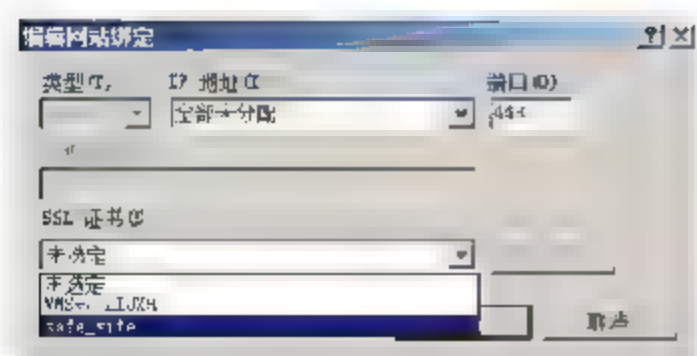 编辑网站绑定
类型(T): IP 地址(I): 端口(O):
全部未分配 443
SSL 证书(S):
未选定
未选定
safe_site
取消